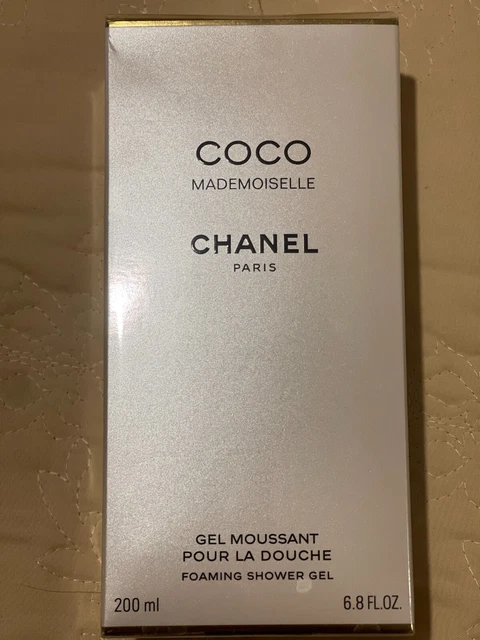 COCO
MADEMOISELLE
CHANEL
PARIS
GEL MOUSSANT
POUR LA DOUCHE
FOAMING SHOWER GEL
200 ml 6.8 FL.OZ.